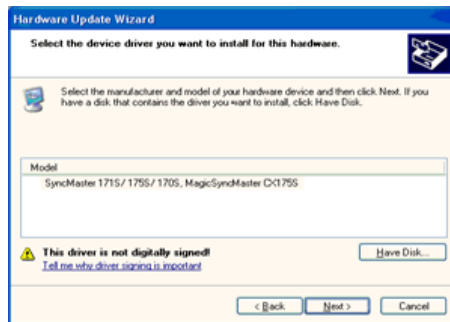 Hardware Update Wizard
Select the device driver you want to install for this hardware.
Select the manufacturer and model of your hardware device and then click Next. If you
have a disk that contains the driver you want to install, click Have Disk.
Model
SyncMaster 171S/ 175S/ 170S, MagicSyncMaster CX175S
This driver is not digitally signed!
Have Disk...
Tell me why driver signing is important
< Back
Next >
Cancel